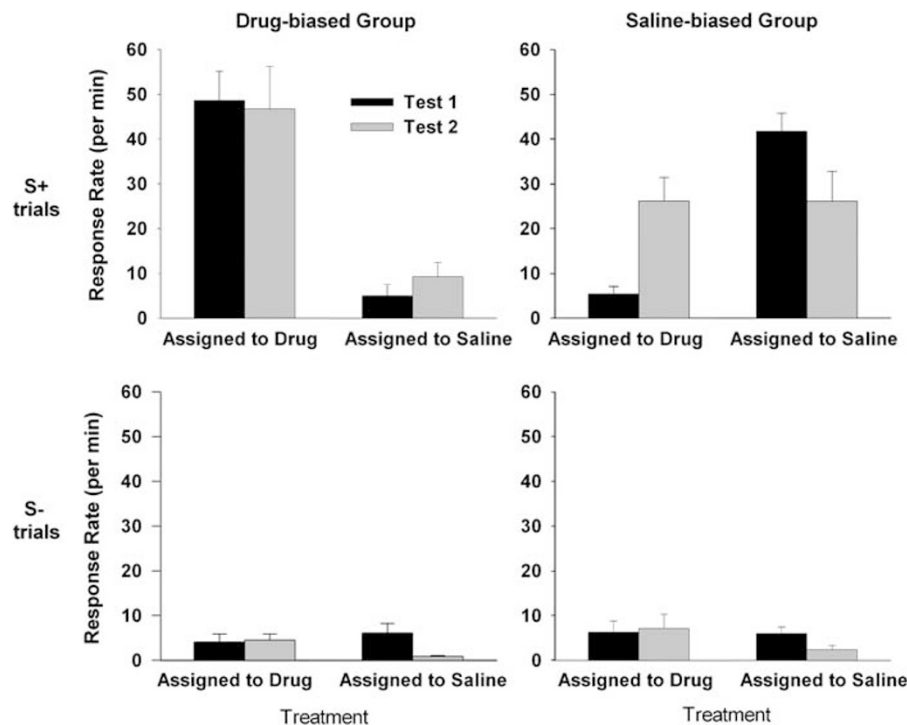 Drug-biased Group
Saline-biased Group
S+
trials
Response Rate (per min)
60
50
40
30
20
10
0
Test 1
Test 2
Assigned to Drug
Assigned to Saline
60
50
40
30
20
10
0
Assigned to Drug
Assigned to Saline
S-
trials
Response Rate (per min)
60
50
40
30
20
10
0
Assigned to Drug
Assigned to Saline
Treatment
60
50
40
30
20
10
0
Assigned to Drug
Assigned to Saline
Treatment